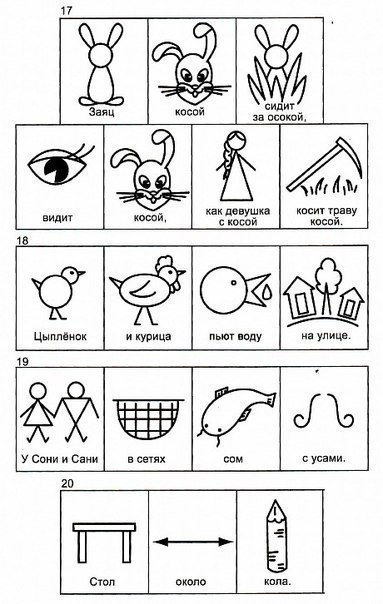 17
Заяц
косой
сидит
за осокой,
видит
косой,
как девушка
с косой
косит траву
косой.
18
Цыплёнок
и курица
пьют воду
на улице.
19
У Сони и Сани
в сетях
сом
с усами.
20
Стол
около
кола.